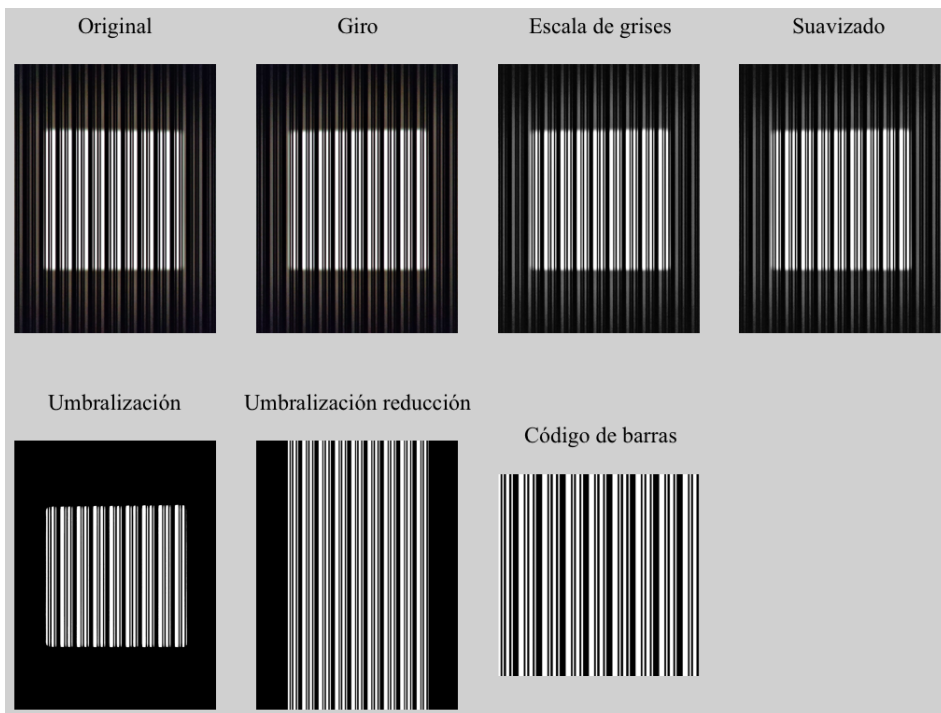 Original
Giro
Escala de grises
Suavizado
Umbralización
Umbralización reducción
Código de barras